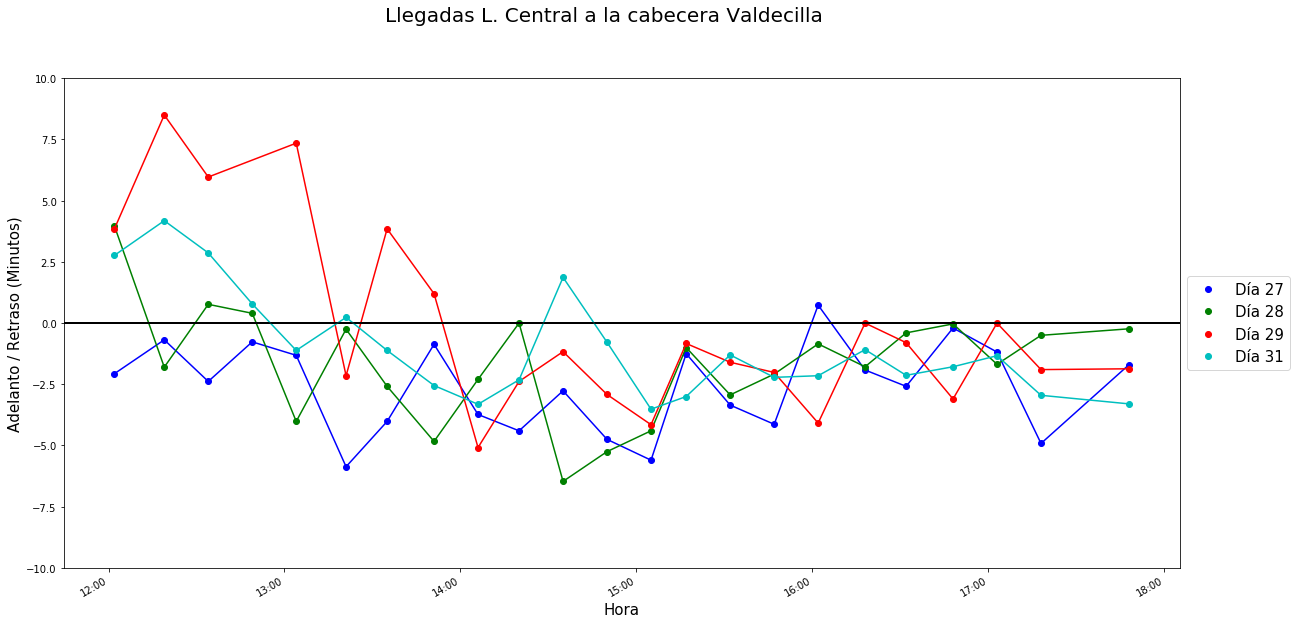 Llegadas L. Central a la cabecera Valdecilla
Adelanto / Retraso (Minutos)
10.0
7.5
5.0
2.5
0.0
−2.5
−5.0
−7.5
−10.0
12:00
13:00
14:00
15:00
16:00
17:00
18:00
Hora
Día 27
Día 28
Día 29
Día 31